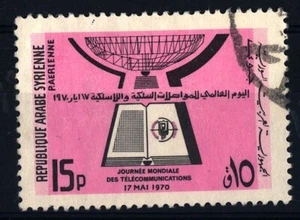 REPUBLIQUE ARABE SYRIENNE
P.AERIENNE
اليوم العالمي للمواصلات السلكية واللاسلكية ١٧ ايار ١٩٧٠
15P
ق١٥
JOURNÉE MONDIALE
DES TÉLÉCOMMUNICATIONS
17 MAI 1970